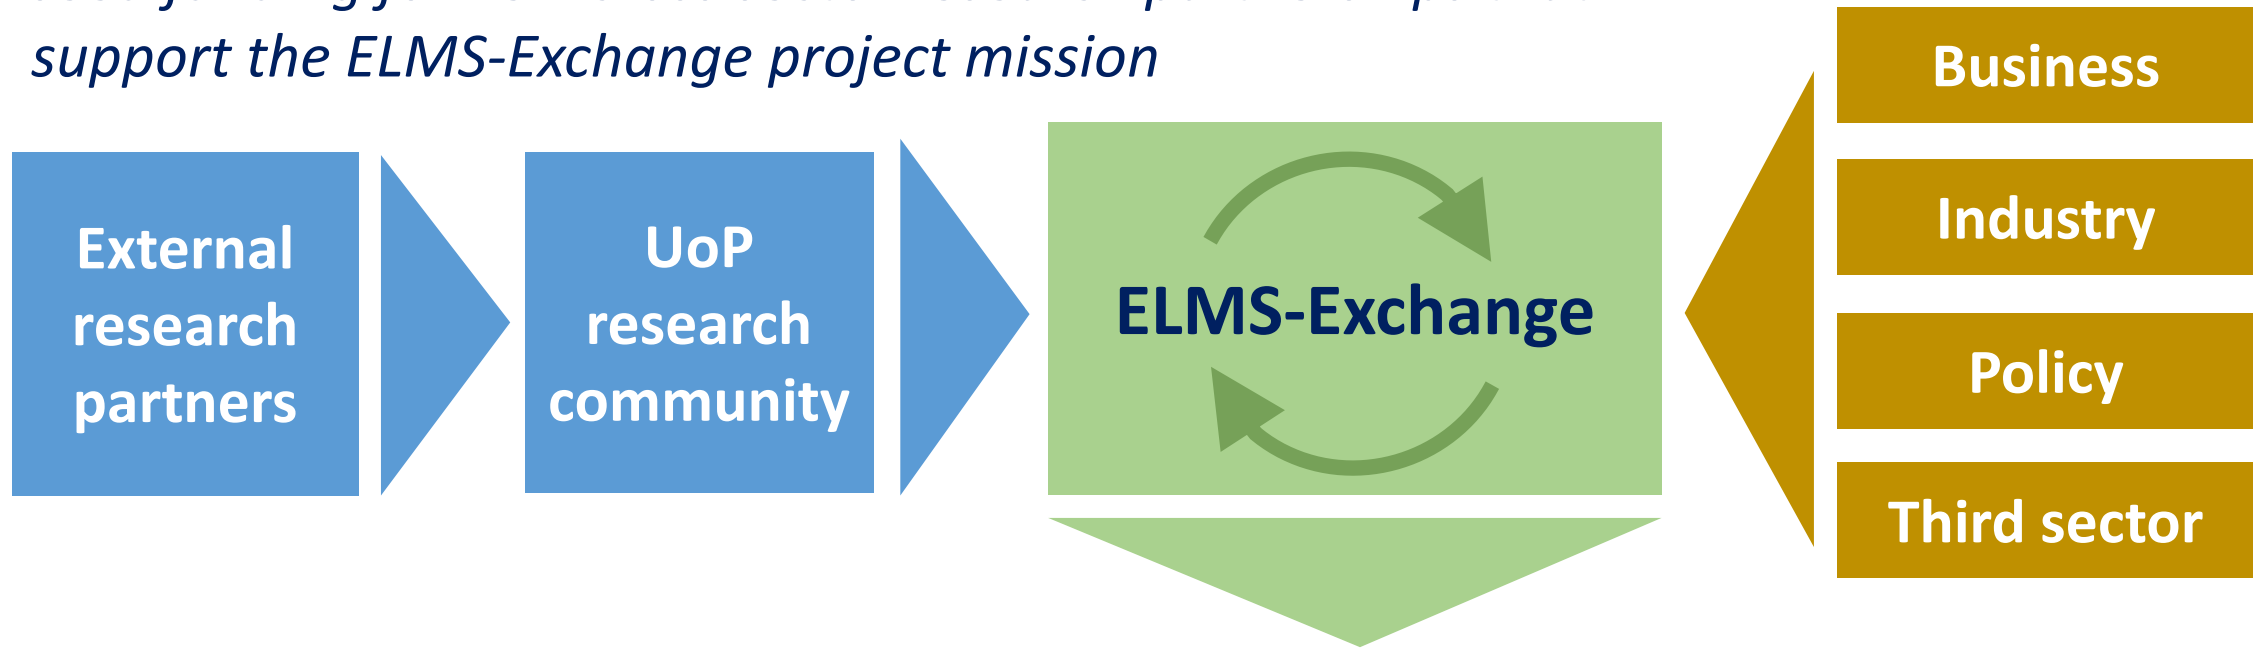 support the ELMS-Exchange project mission
External
research
partners
UoP
research
community
ELMS-Exchange
Business
Industry
Policy
Third sector